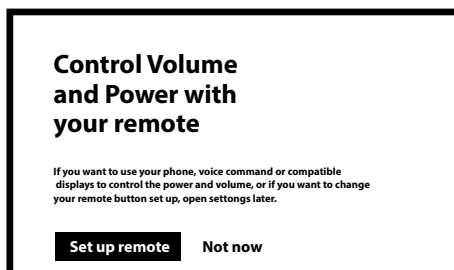 Control Volume
and Power with
your remote
If you want to use your phone, voice command or compatible
displays to control the power and volume, or if you want to change
your remote button set up, open settongs later.
Set up remote Not now